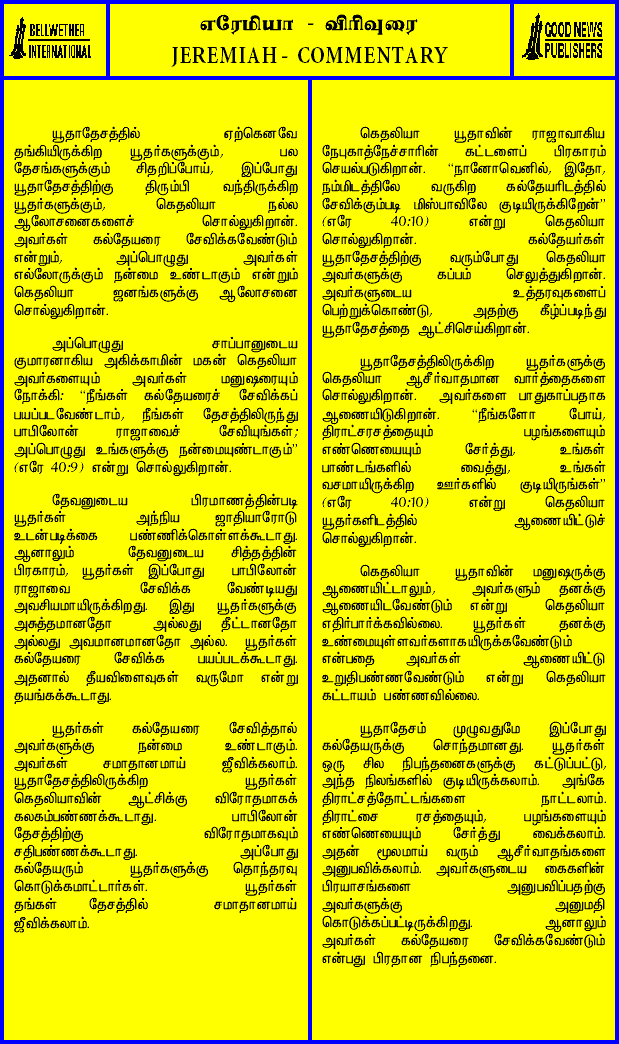 BELLWETHER
INTERNATIONAL
எரேமியா - விரிவுரை
JEREMIAH - COMMENTARY
GOOD NEWS
PUBLISHERS
யூதாதேசத்தில் ஏற்கெனவே
தங்கியிருக்கிற யூதர்களுக்கும், பல
தேசங்களுக்கும் சிதறிப்போய், இப்போது
யூதாதேசத்திற்கு திரும்பி வந்திருக்கிற
யூதர்களுக்கும், கெதலியா நல்ல
ஆலோசனைகளைச் சொல்லுகிறான்.
அவர்கள் கல்தேயரை சேவிக்கவேண்டும்
என்றும், அப்பொழுது அவர்கள்
எல்லோருக்கும் நன்மை உண்டாகும் என்றும்
கெதலியா ஜனங்களுக்கு ஆலோசனை
சொல்லுகிறான்.
அப்பொழுது சாப்பானுடைய
குமாரனாகிய அகிக்காமின் மகன் கெதலியா
அவர்களையும் அவர்கள் மனுஷரையும்
நோக்கி: “நீங்கள் கல்தேயரைச் சேவிக்கப்
பயப்படவேண்டாம், நீங்கள் தேசத்திலிருந்து
பாபிலோன் ராஜாவைச் சேவியுங்கள்;
அப்பொழுது உங்களுக்கு நன்மையுண்டாகும்”
(எரே 40:9) என்று சொல்லுகிறான்.
தேவனுடைய பிரமாணத்தின்படி
யூதர்கள் அந்நிய ஜாதியாரோடு
உடன்படிக்கை பண்ணிக்கொள்ளக்கூடாது.
ஆனாலும் தேவனுடைய சித்தத்தின்
பிரகாரம், யூதர்கள் இப்போது பாபிலோன்
ராஜாவை சேவிக்க வேண்டியது
அவசியமாயிருக்கிறது. இது யூதர்களுக்கு
அசுத்தமானதோ அல்லது தீட்டானதோ
அல்லது அவமானமானதோ அல்ல. யூதர்கள்
கல்தேயரை சேவிக்க பயப்படக்கூடாது.
அதனால் தீயவிளைவுகள் வருமோ என்று
தயங்கக்கூடாது.
யூதர்கள் கல்தேயரை சேவித்தால்
அவர்களுக்கு நன்மை உண்டாகும்.
அவர்கள் சமாதானமாய் ஜீவிக்கலாம்.
யூதாதேசத்திலிருக்கிற யூதர்கள்
கெதலியாவின் ஆட்சிக்கு விரோதமாகக்
கலகம்பண்ணக்கூடாது. பாபிலோன்
தேசத்திற்கு விரோதமாகவும்
சதிபண்ணக்கூடாது. அப்போது
கல்தேயரும் யூதர்களுக்கு தொந்தரவு
கொடுக்கமாட்டார்கள். யூதர்கள்
தங்கள் தேசத்தில் சமாதானமாய்
ஜீவிக்கலாம்.
கெதலியா யூதாவின் ராஜாவாகிய
நேபுகாத்நேச்சாரின் கட்டளைப் பிரகாரம்
செயல்படுகிறான். “நானோவெனில், இதோ,
நம்மிடத்திலே வருகிற கல்தேயரிடத்தில்
சேவிக்கும்படி மிஸ்பாவிலே குடியிருக்கிறேன்”
(எரே 40:10) என்று கெதலியா
சொல்லுகிறான். கல்தேயர்கள்
யூதாதேசத்திற்கு வரும்போது கெதலியா
அவர்களுக்கு கப்பம் செலுத்துகிறான்.
அவர்களுடைய உத்தரவுகளைப்
பெற்றுக்கொண்டு, அதற்கு கீழ்ப்படிந்து
யூதாதேசத்தை ஆட்சிசெய்கிறான்.
யூதாதேசத்திலிருக்கிற யூதர்களுக்கு
கெதலியா ஆசீர்வாதமான வார்த்தைகளை
சொல்லுகிறான். அவர்களை பாதுகாப்பதாக
ஆணையிடுகிறான். “நீங்களோ போய்,
திராட்சரசத்தையும் பழங்களையும்
எண்ணெயையும் சேர்த்து, உங்கள்
பாண்டங்களில் வைத்து, உங்கள்
வசமாயிருக்கிற ஊர்களில் குடியிருங்கள்”
(எரே 40:10) என்று கெதலியா
யூதர்களிடத்தில் ஆணையிட்டுச்
சொல்லுகிறான்.
கெதலியா யூதாவின் மனுஷருக்கு
ஆணையிட்டாலும், அவர்களும் தனக்கு
ஆணையிடவேண்டும் என்று கெதலியா
எதிர்பார்க்கவில்லை. யூதர்கள் தனக்கு
உண்மையுள்ளவர்களாகயிருக்கவேண்டும்
என்பதை அவர்கள் ஆணையிட்டு
உறுதிபண்ணவேண்டும் என்று கெதலியா
கட்டாயம் பண்ணவில்லை.
யூதாதேசம் முழுவதுமே இப்போது
கல்தேயருக்கு சொந்தமானது. யூதர்கள்
ஒரு சில நிபந்தனைகளுக்கு கட்டுப்பட்டு,
அந்த நிலங்களில் குடியிருக்கலாம். அங்கே
திராட்சத்தோட்டங்களை நாட்டலாம்.
திராட்சை ரசத்தையும், பழங்களையும்
எண்ணெயையும் சேர்த்து வைக்கலாம்.
அதன் மூலமாய் வரும் ஆசீர்வாதங்களை
அனுபவிக்கலாம். அவர்களுடைய கைகளின்
பிரயாசங்களை அனுபவிப்பதற்கு
அவர்களுக்கு அனுமதி
கொடுக்கப்பட்டிருக்கிறது. ஆனாலும்
அவர்கள் கல்தேயரை சேவிக்கவேண்டும்
என்பது பிரதான நிபந்தனை.